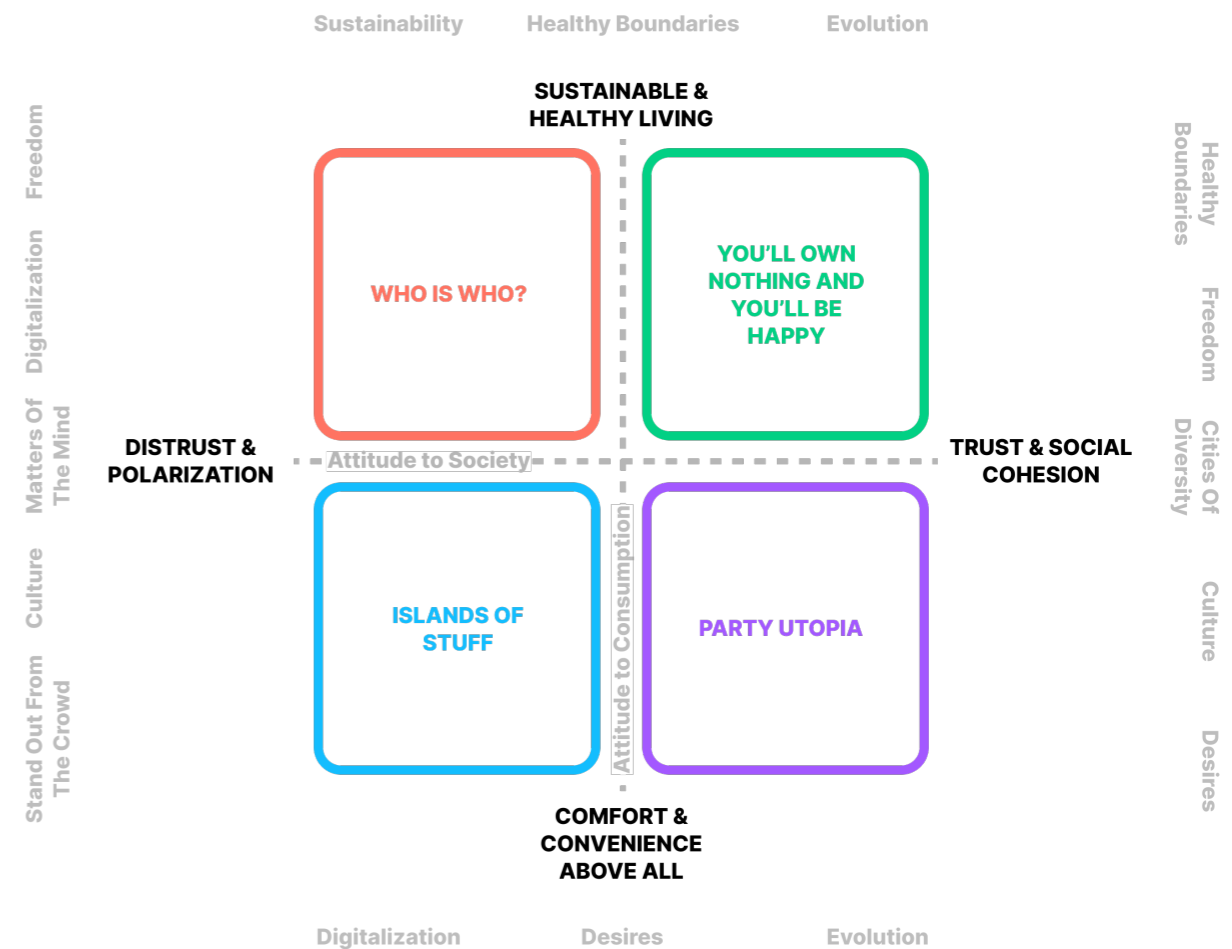 Sustainability
Healthy Boundaries
Evolution
SUSTAINABLE &
HEALTHY LIVING
Freedom
Digitalization
Matters Of
The Mind
Culture
Stand Out From
The Crowd
DISTRUST &
POLARIZATION
WHO IS WHO?
YOU’LL OWN
NOTHING AND
YOU’LL BE
HAPPY
Attitude to Society
Attitude to Consumption
ISLANDS OF
STUFF
PARTY UTOPIA
TRUST & SOCIAL
COHESION
Healthy
Boundaries
Freedom
Cities Of
Diversity
Culture
Desires
COMFORT &
CONVENIENCE
ABOVE ALL
Digitalization
Desires
Evolution